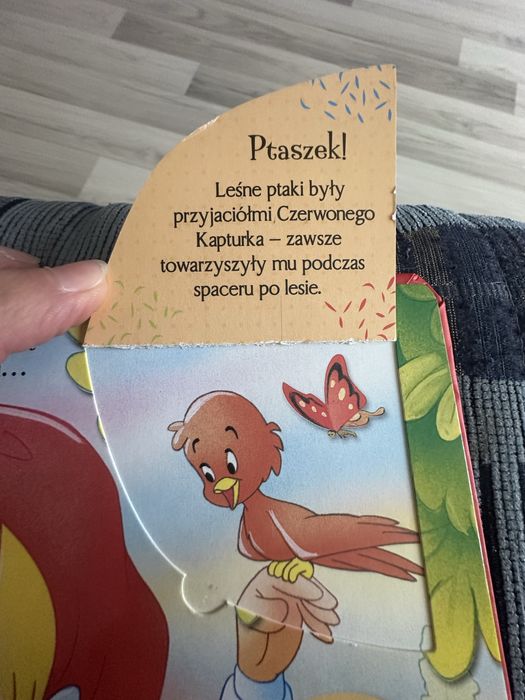 Ptaszek!
Leśne ptaki były
przyjaciółmi Czerwonego
Kapturka – zawsze
towarzyszyły mu podczas
spaceru po lesie.